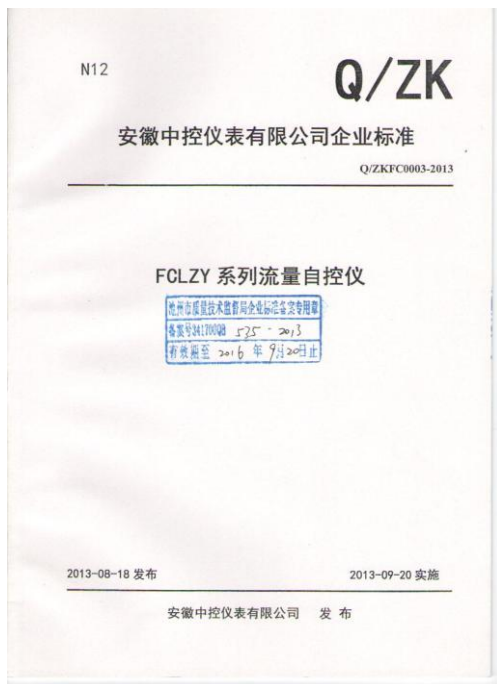 N12
Q/ZK
安徽中控仪表有限公司企业标准
Q/ZKFC0003-2013
FCLZY 系列流量自控仪
池州市质量技术监督局企业标准备案专用章
备案号341700QB 535-2013
有效期至 2016 年 9月20日止
2013-08-18 发布
2013-09-20 实施
安徽中控仪表有限公司 发 布